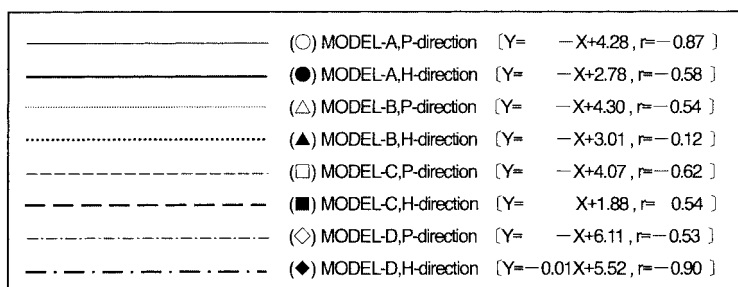 (○) MODEL-A,P-direction [Y= −X+4.28 , r=−0.87 ]
(●) MODEL-A,H-direction [Y= −X+2.78 , r=−0.58 ]
(△) MODEL-B,P-direction [Y= −X+4.30 , r=−0.54 ]
(▲) MODEL-B,H-direction [Y= −X+3.01 , r=−0.12 ]
(□) MODEL-C,P-direction [Y= −X+4.07 , r=−0.62 ]
(■) MODEL-C,H-direction [Y= X+1.88 , r= 0.54 ]
(◇) MODEL-D,P-direction [Y= −X+6.11 , r=−0.53 ]
(◆) MODEL-D,H-direction [Y=−0.01X+5.52 , r=−0.90 ]